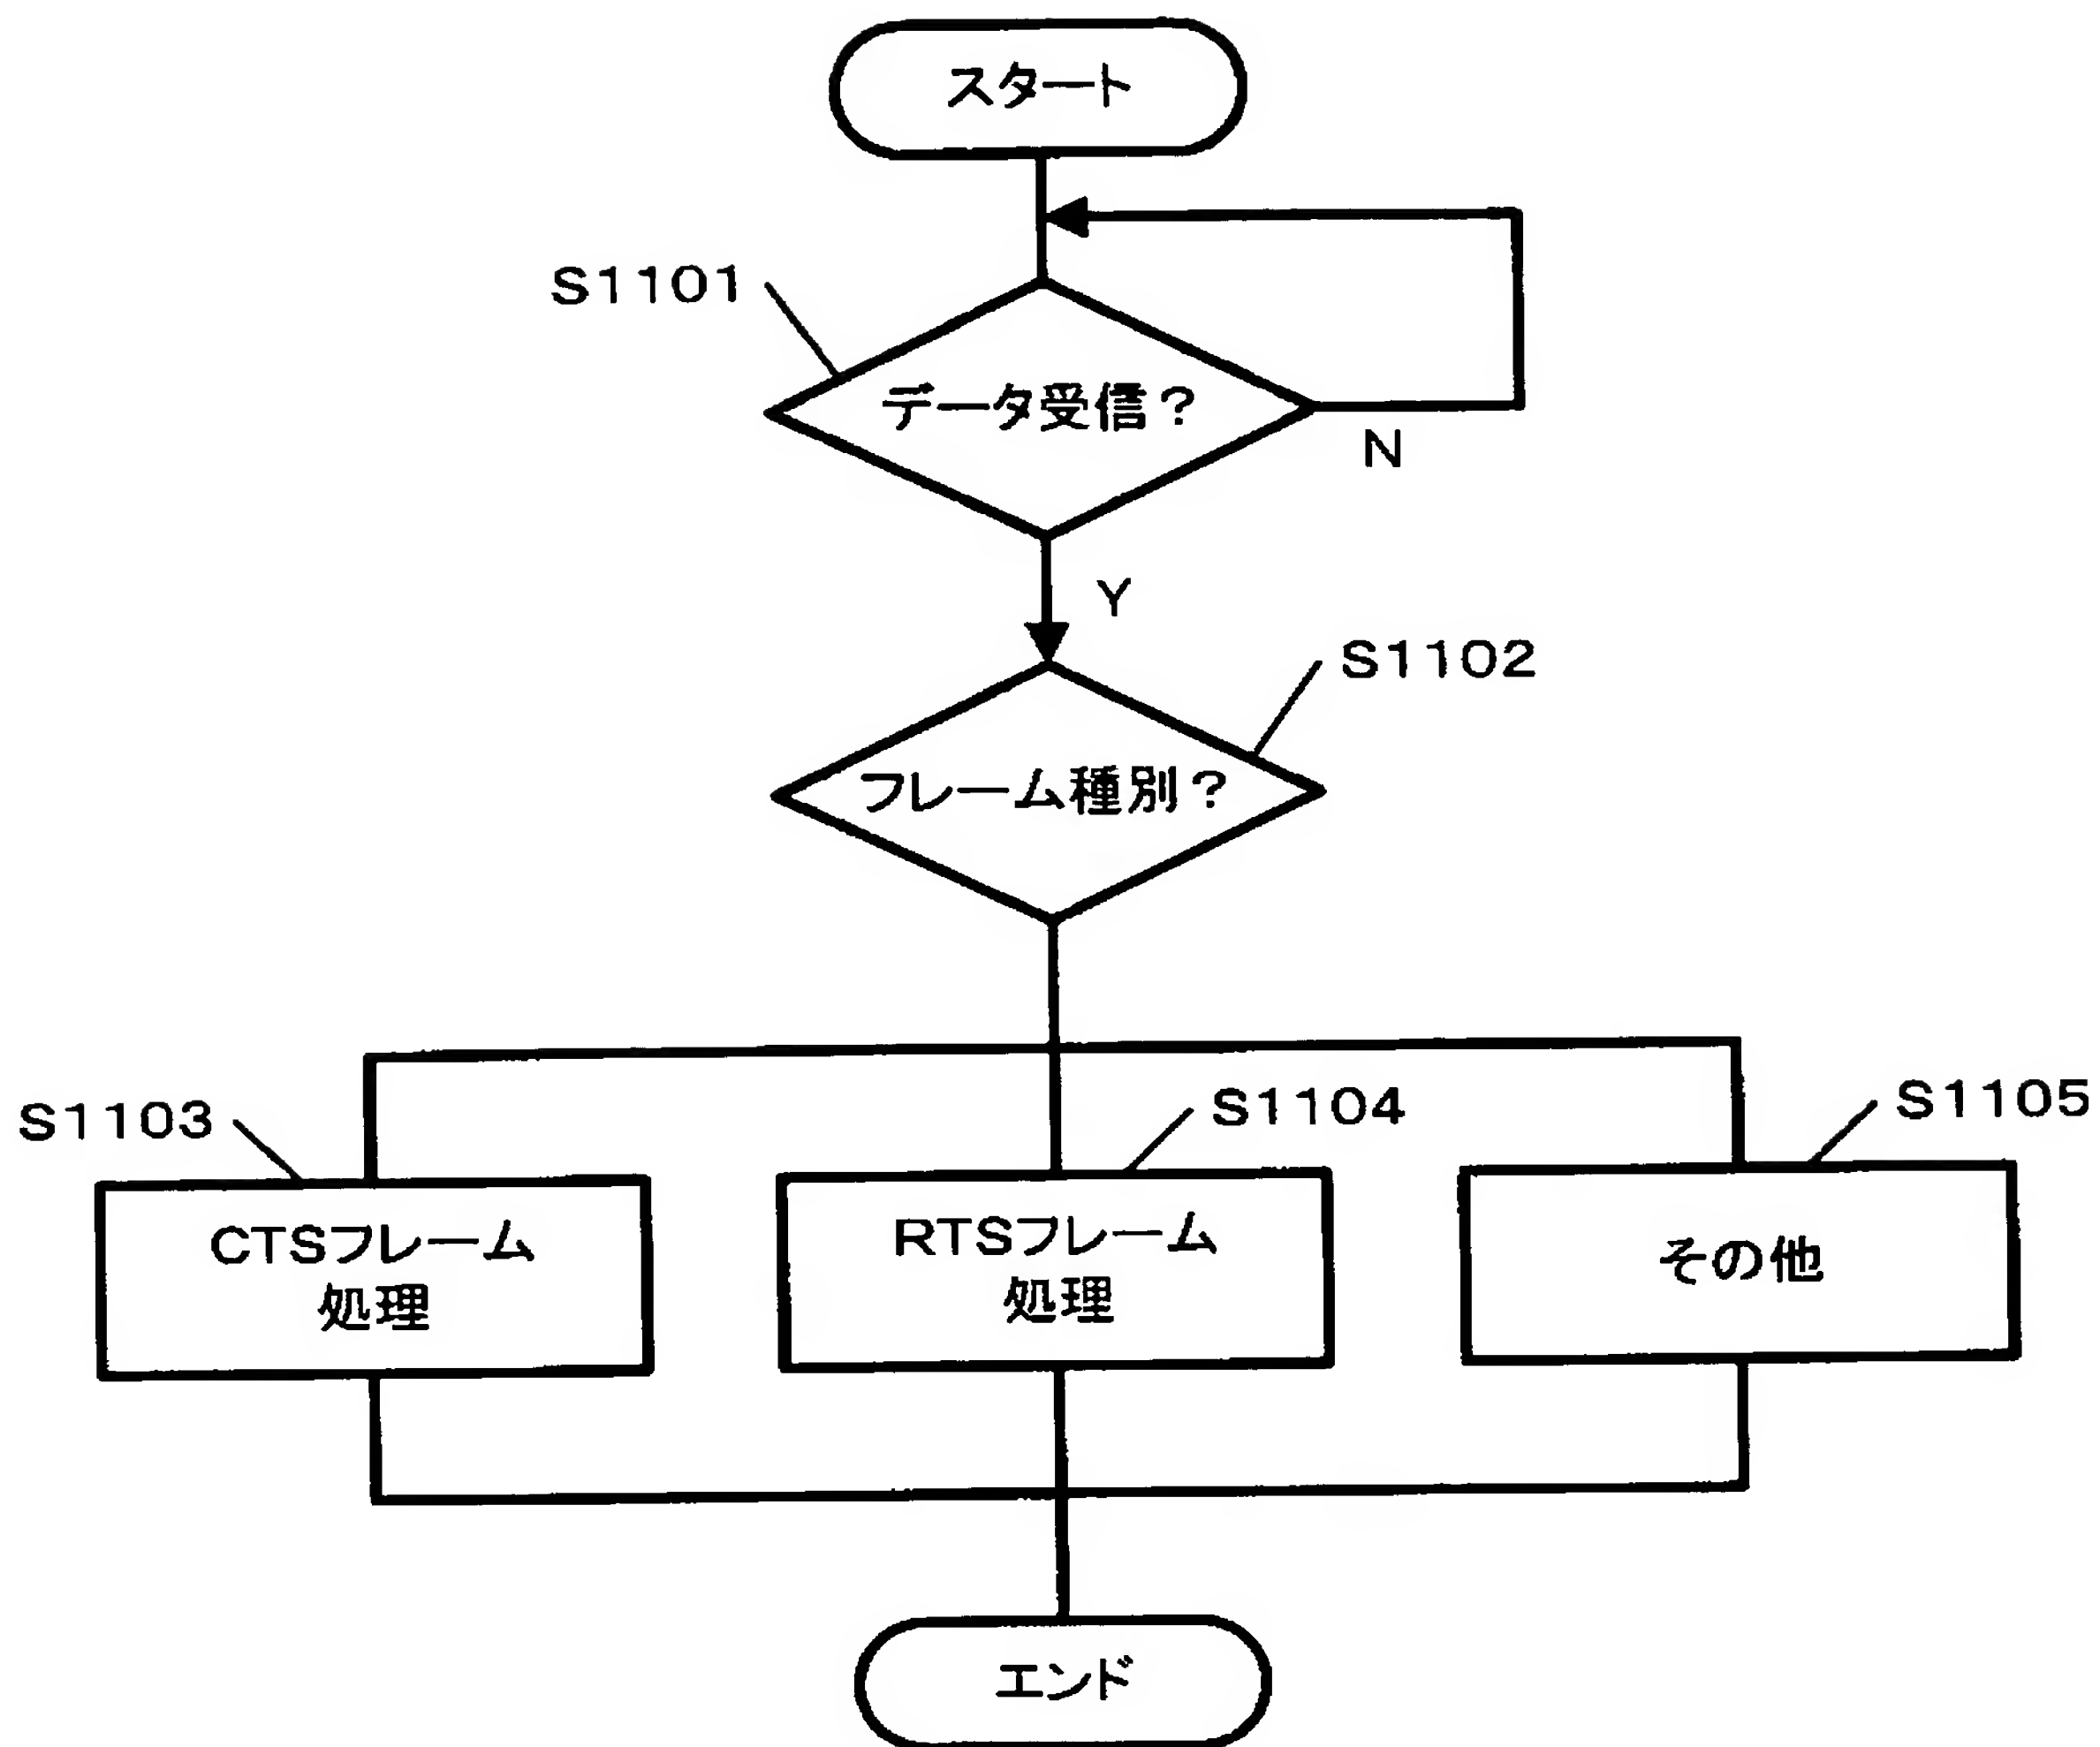 スタート
S1101
データ受信？
N
Y
S1102
フレーム種別？
S1103
S1104
S1105
CTSフレーム
処理
RTSフレーム
処理
その他
エンド